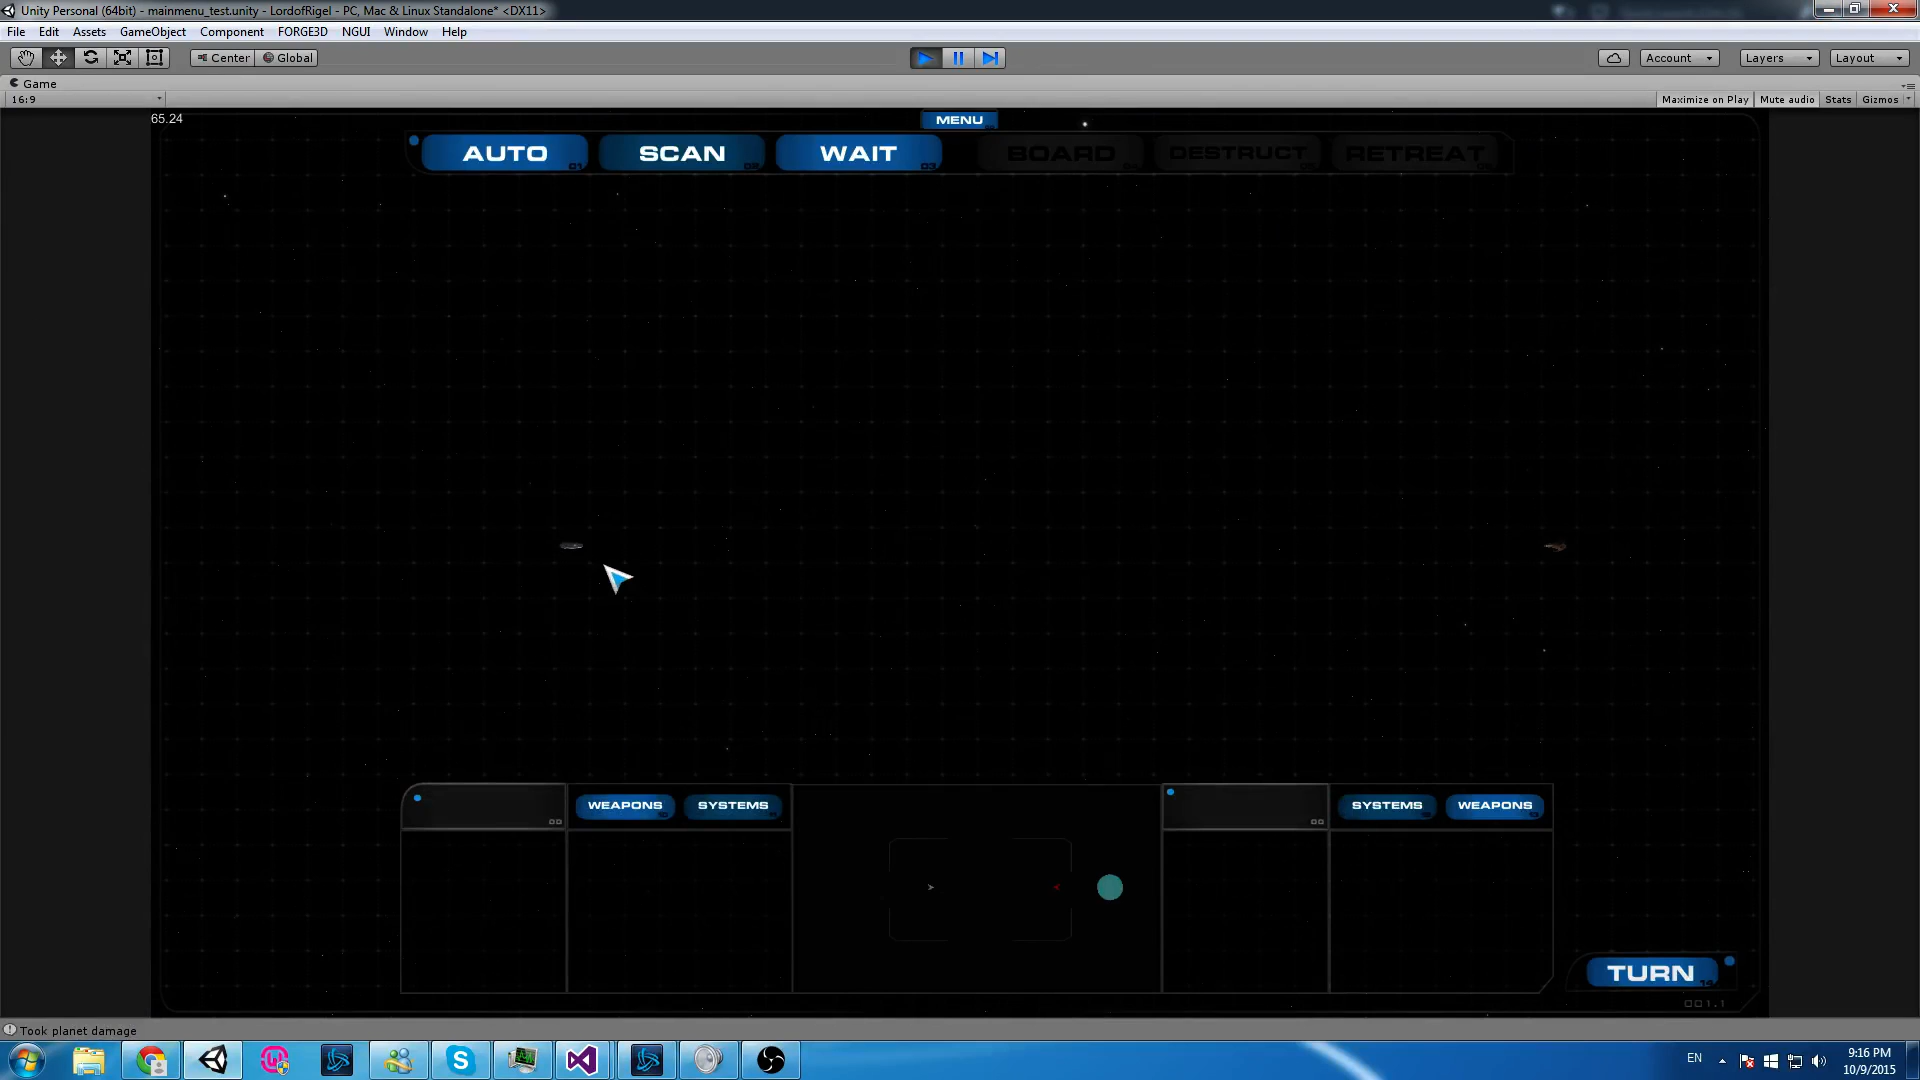 Unity Personal (64bit) - mainmenu_test.unity - LordofRigel - PC, Mac & Linux Standalone* <DX11>
File Edit Assets GameObject Component FORGE3D NGUI Window Help
Center Global Account Layers Layout
Game
16:9 Maximize on Play Mute audio Stats Gizmos
65.24
MENU
AUTO SCAN WAIT BOARD DESTRUCT RETREAT
WEAPONS SYSTEMS SYSTEMS WEAPONS
TURN
Took planet damage
EN
9:16 PM
10/9/2015